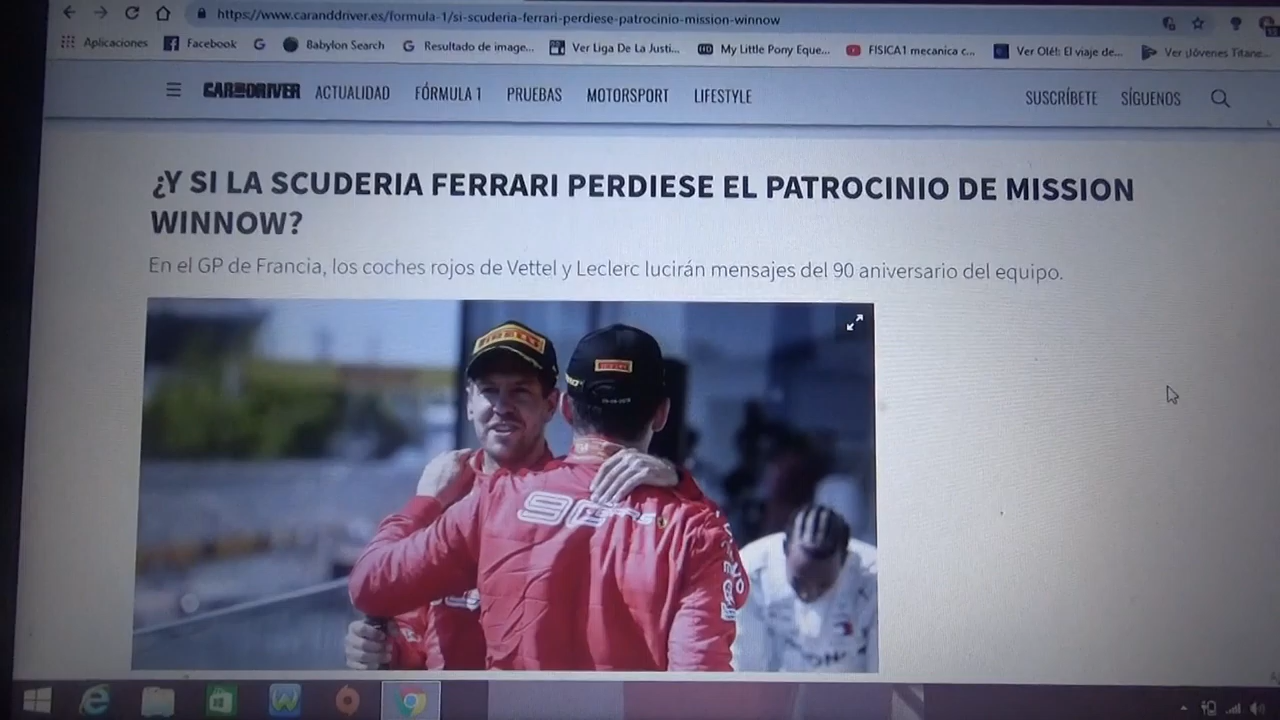 https://www.caranddriver.es/formula-1/si-scuderia-ferrari-perdiese-patrocinio-mission-winnow
Aplicaciones Facebook Babylon Search Resultado de image... Ver Liga De La Justi... My Little Pony Eque... FISICA1 mecanica c... Ver Olé!: El viaje de... Ver ¡Jóvenes Titane...
CAR AND DRIVER ACTUALIDAD FÓRMULA 1 PRUEBAS MOTORSPORT LIFESTYLE SUSCRÍBETE SÍGUENOS
¿Y SI LA SCUDERIA FERRARI PERDIESE EL PATROCINIO DE MISSION
WINNOW?
En el GP de Francia, los coches rojos de Vettel y Leclerc lucirán mensajes del 90 aniversario del equipo.
PIRELLI
90